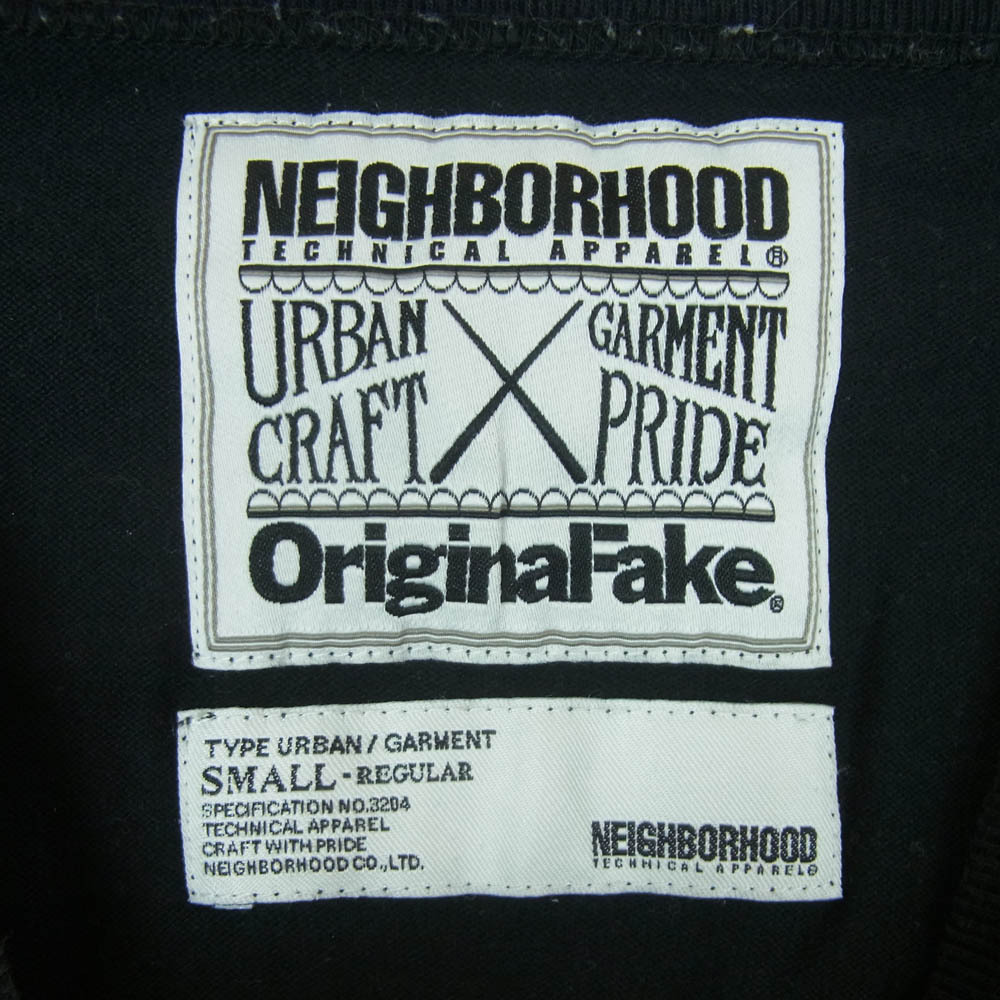 NEIGHBORHOOD
TECHNICAL APPAREL®
URBAN GARMENT
CRAFT PRIDE
OriginalFake®
TYPE URBAN / GARMENT
SMALL - REGULAR
SPECIFICATION NO.3204
TECHNICAL APPAREL
CRAFT WITH PRIDE
NEIGHBORHOOD CO.,LTD.
NEIGHBORHOOD
TECHNICAL APPAREL®